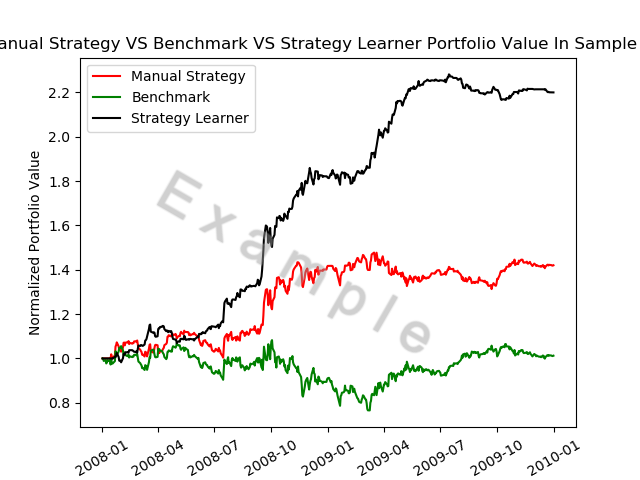 anual Strategy VS Benchmark VS Strategy Learner Portfolio Value In Sample
Manual Strategy
Benchmark
Strategy Learner
Normalized Portfolio Value
2.2
2.0
1.8
1.6
1.4
1.2
1.0
0.8
Example
2008-01
2008-04
2008-07
2008-10
2009-01
2009-04
2009-07
2009-10
2010-01